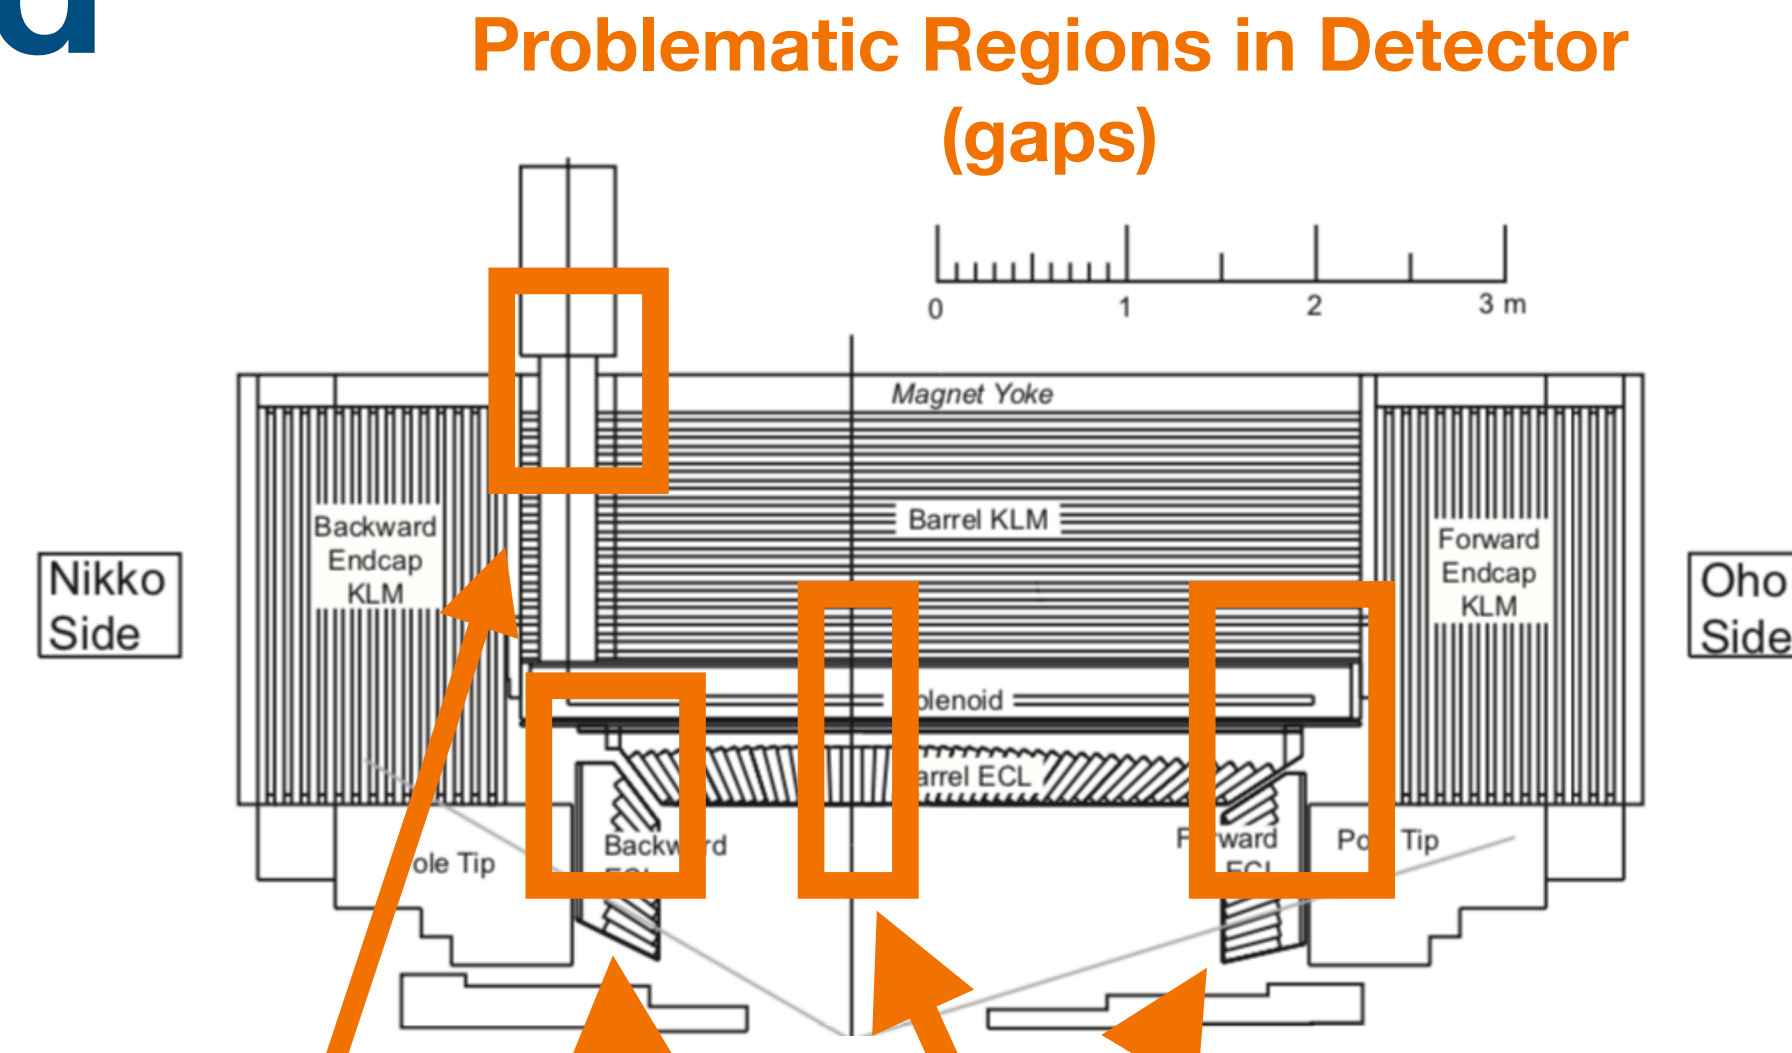 Problematic Regions in Detector
(gaps)
0 1 2 3 m
Magnet Yoke
Backward
Endcap
KLM
Barrel KLM
Forward
Endcap
KLM
Nikko
Side
Oho
Side
olenoid
arrel ECL
Backw rd
F ward
ECL
ole Tip
Po Tip